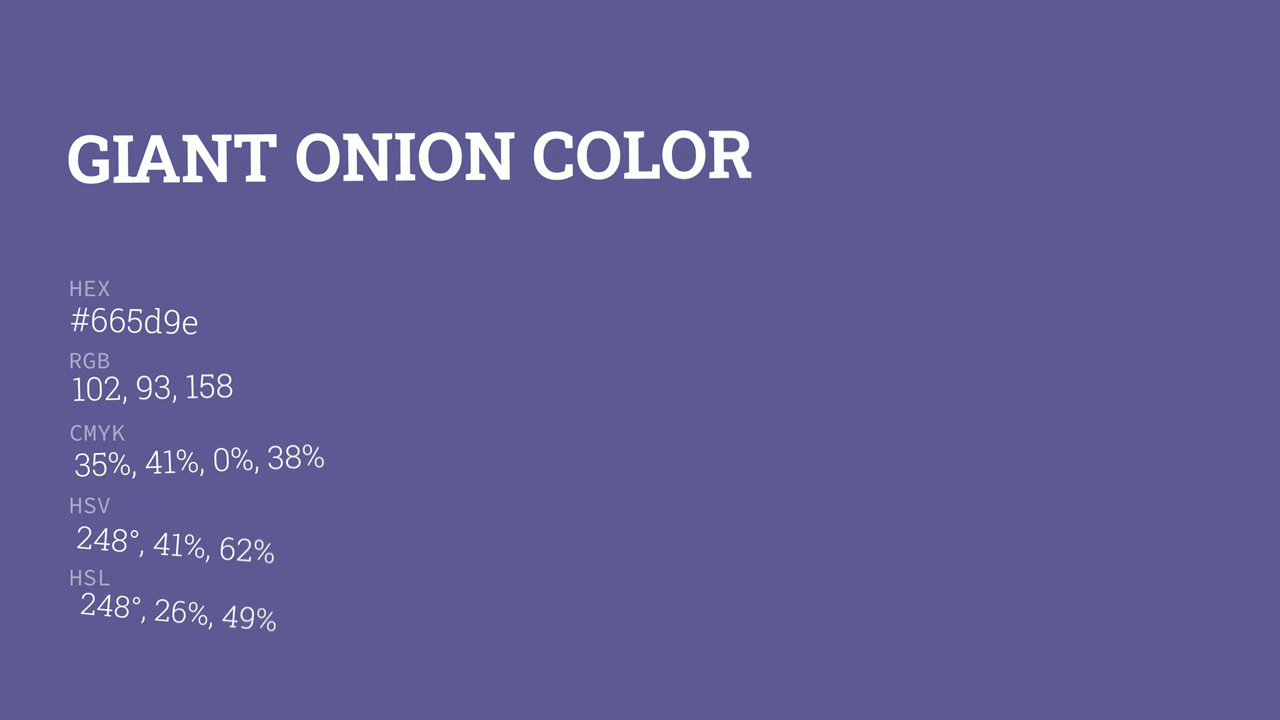 GIANT ONION COLOR
HEX
#665d9e
RGB
102, 93, 158
CMYK
35%, 41%, 0%, 38%
HSV
248°, 41%, 62%
HSL
248°, 26%, 49%